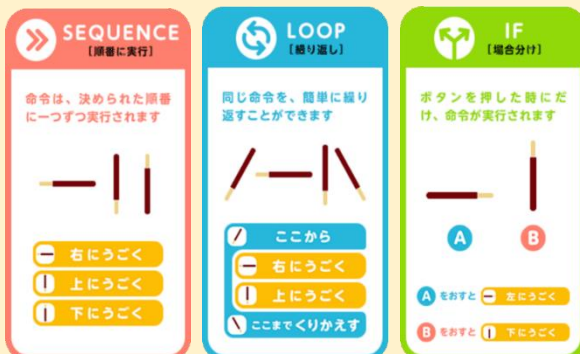 SEQUENCE
[順番に実行]
命令は、決められた順番
に一つずつ実行されます
右にうごく
上にうごく
下にうごく
LOOP
[繰り返し]
同じ命令を、簡単に繰り
返すことができます
ここから
右にうごく
上にうごく
ここまでくりかえす
IF
[場合分け]
ボタンを押した時にだ
け、命令が実行されます
A B
A をおすと 左にうごく
B をおすと 下にうごく